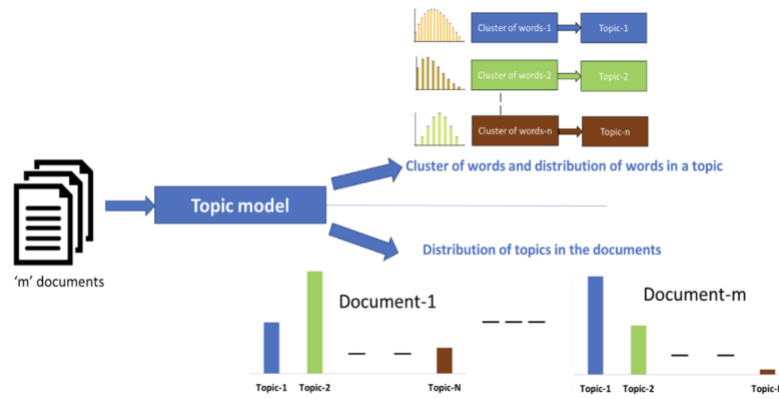 Cluster of words-1
Topic-1
Cluster of words-2
Topic-2
Cluster of words-n
Topic-n
Cluster of words and distribution of words in a topic
Topic model
'm' documents
Distribution of topics in the documents
Document-1
Document-m
Topic-1
Topic-2
Topic-N
Topic-1
Topic-2